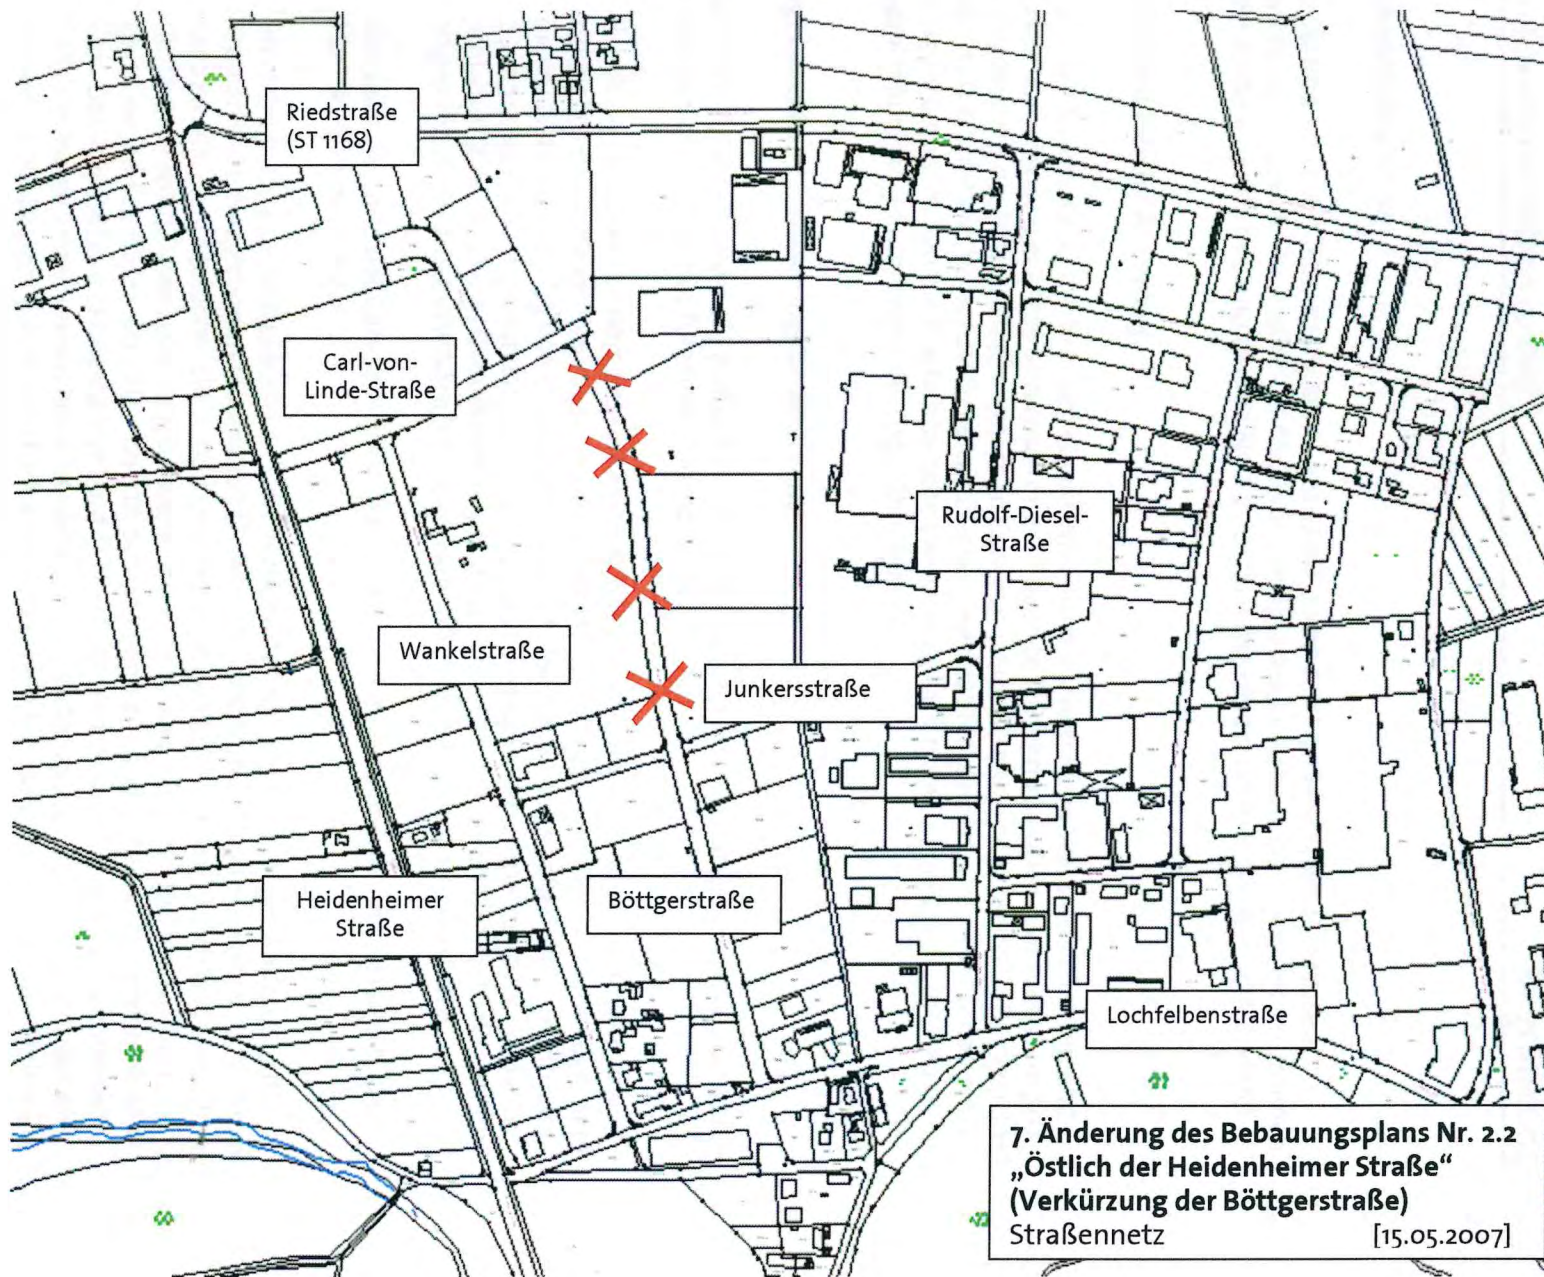 Riedstraße
(ST 1168)
Carl-von-
Linde-Straße
Rudolf-Diesel-
Straße
Wankelstraße
Junkersstraße
Heidenheimer
Straße
Böttgerstraße
Lochfelbenstraße
7. Änderung des Bebauungsplans Nr. 2.2
„Östlich der Heidenheimer Straße“
(Verkürzung der Böttgerstraße)
Straßennetz [15.05.2007]